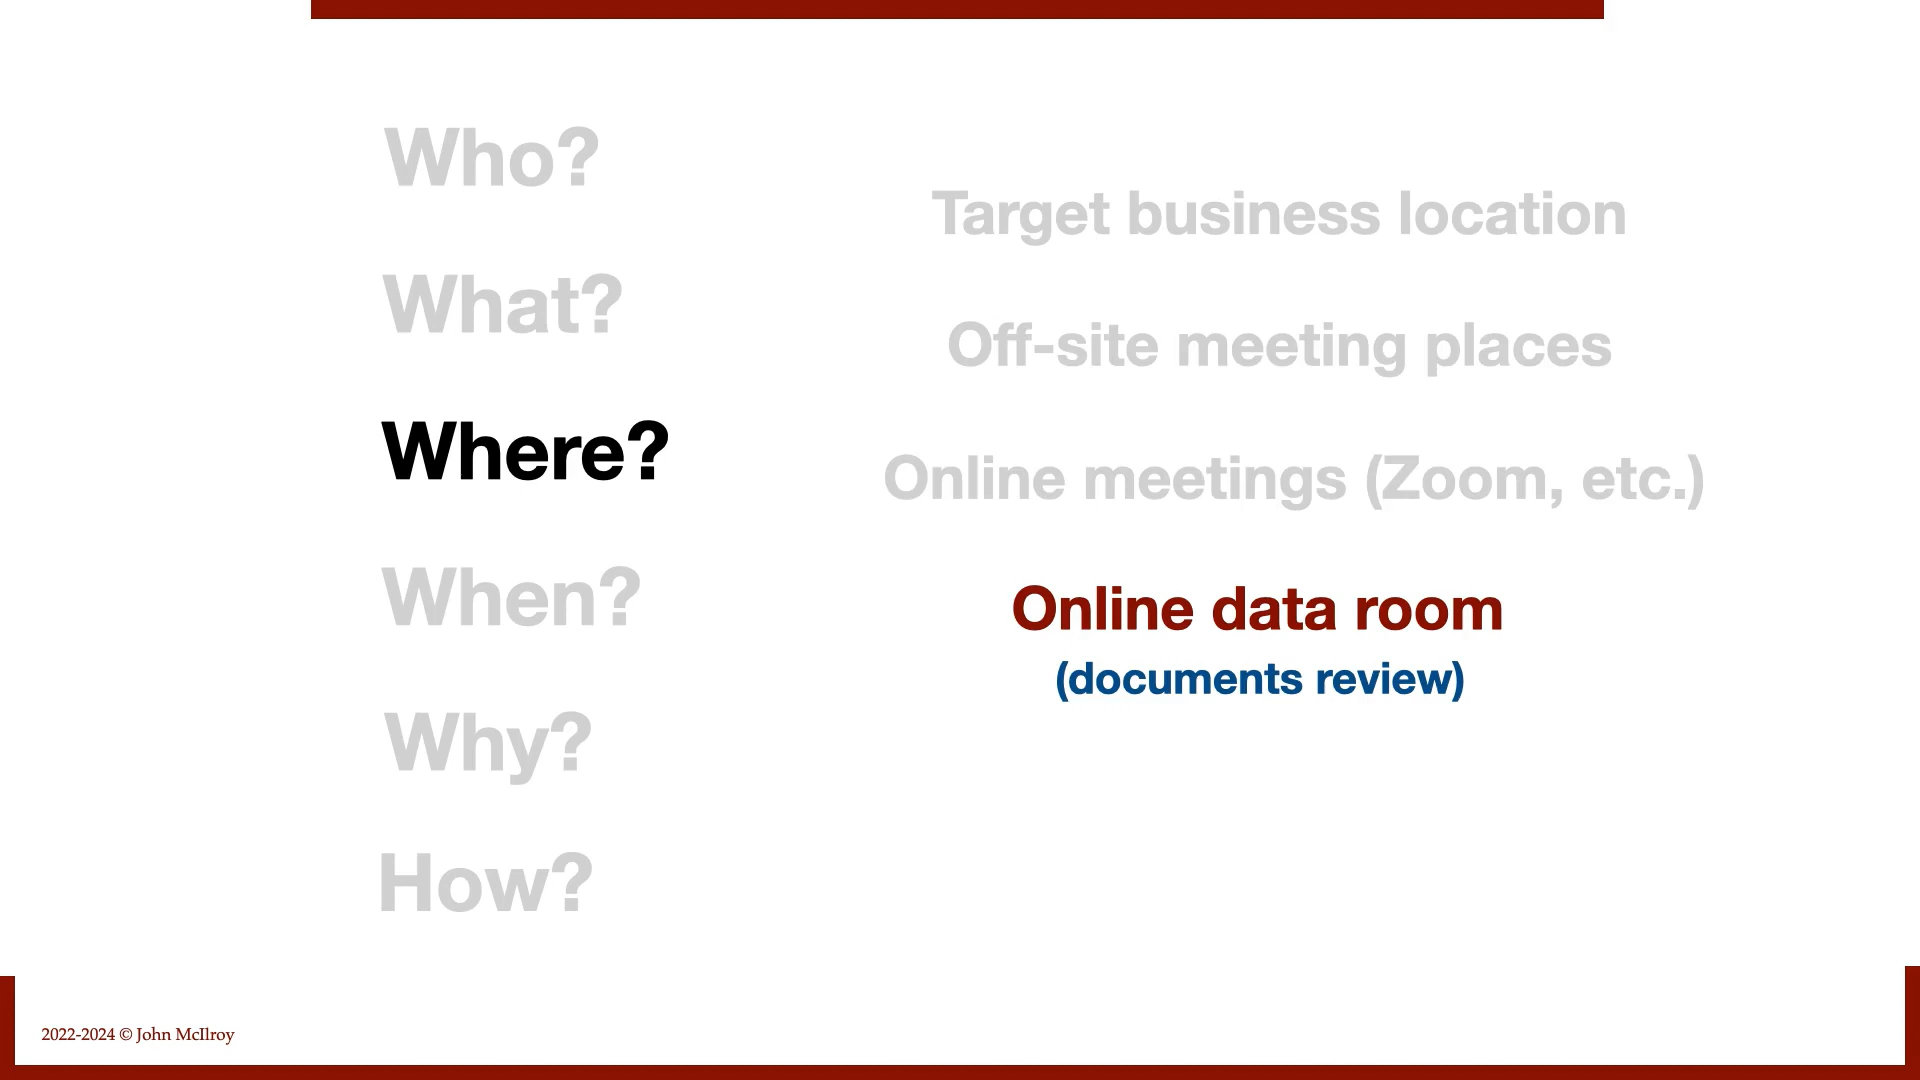 Who?
What?
Where?
When?
Why?
How?
Target business location
Off-site meeting places
Online meetings (Zoom, etc.)
Online data room
(documents review)
2022-2024 © John McIlroy